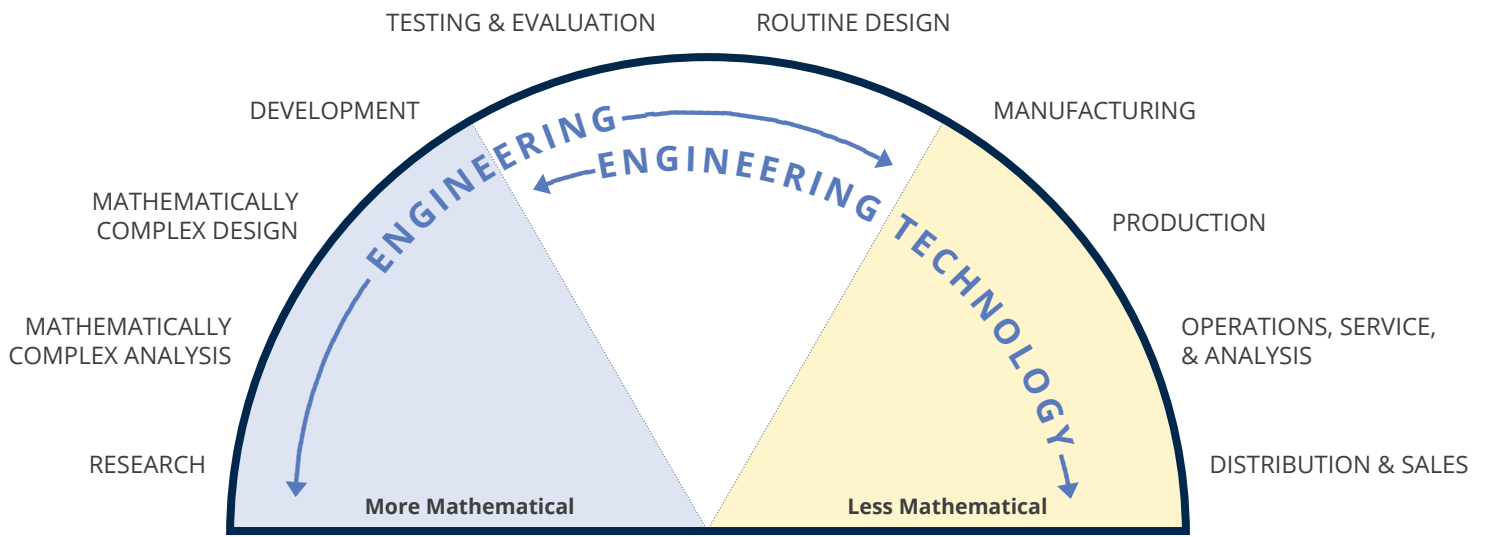 TESTING & EVALUATION
ROUTINE DESIGN
DEVELOPMENT
MANUFACTURING
ENGINEERING
ENGINEERING TECHNOLOGY
MATHEMATICALLY
COMPLEX DESIGN
PRODUCTION
MATHEMATICALLY
COMPLEX ANALYSIS
OPERATIONS, SERVICE,
& ANALYSIS
RESEARCH
DISTRIBUTION & SALES
More Mathematical
Less Mathematical